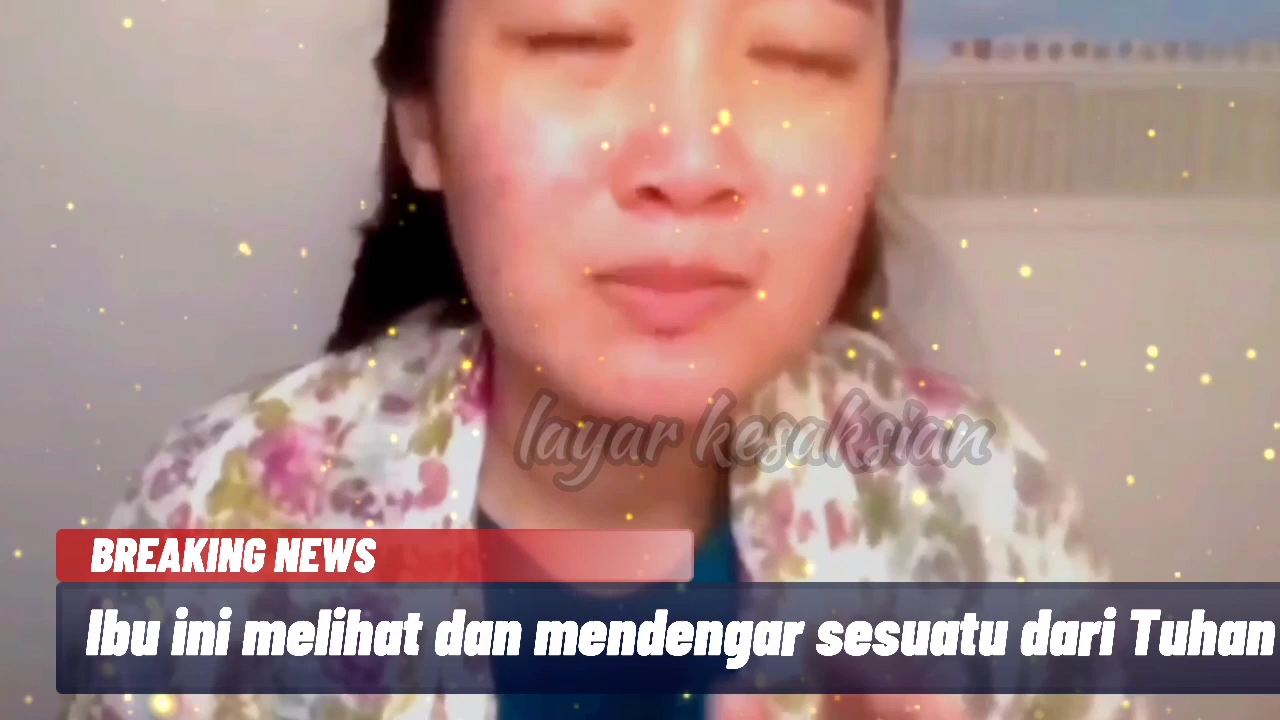 layar kesaksian
BREAKING NEWS
Ibu ini melihat dan mendengar sesuatu dari Tuhan